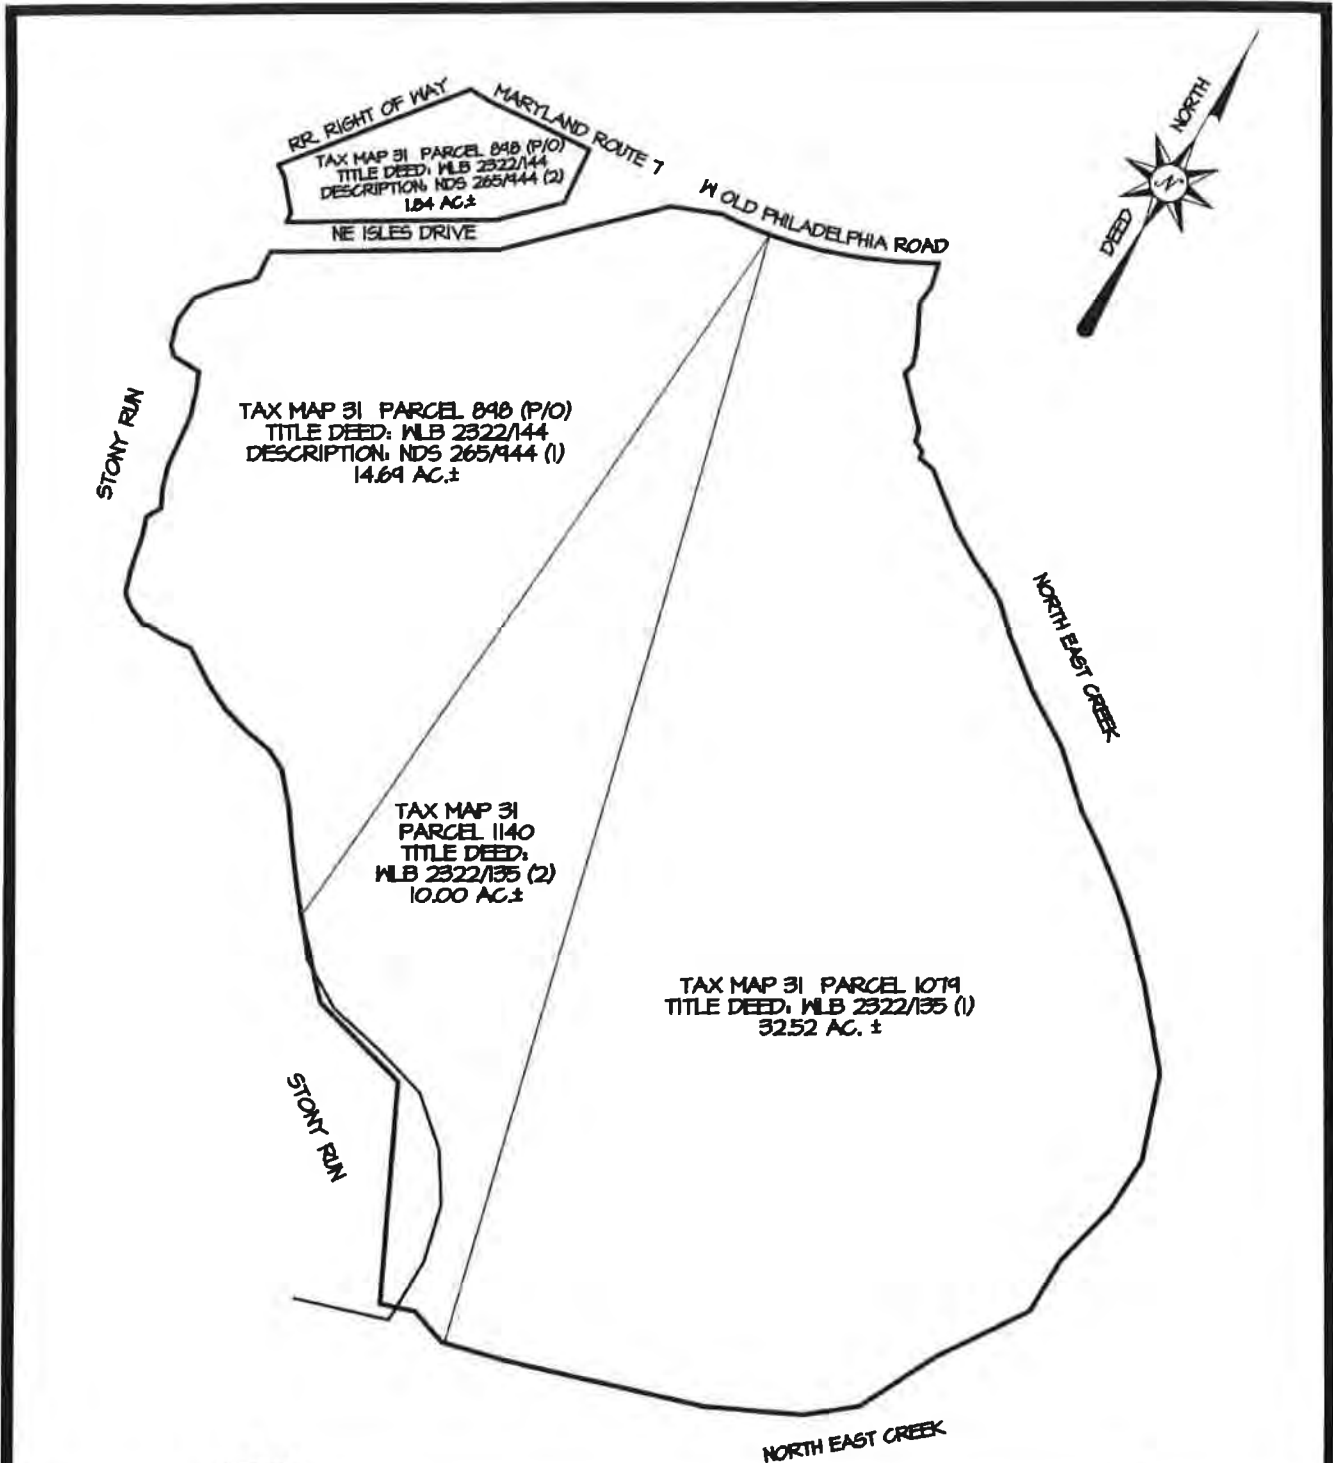 RR. RIGHT OF WAY
MARYLAND ROUTE 7
TAX MAP 31 PARCEL 898 (P/O)
TITLE DEED: WLB 2322/144
DESCRIPTION: NDS 265/944 (2)
1.84 AC.±
NE ISLES DRIVE
W OLD PHILADELPHIA ROAD
NORTH
DEED
STONY RUN
TAX MAP 31 PARCEL 898 (P/O)
TITLE DEED: WLB 2322/144
DESCRIPTION: NDS 265/944 (1)
14.69 AC.±
NORTH EAST CREEK
TAX MAP 31
PARCEL 1140
TITLE DEED:
WLB 2322/135 (2)
10.00 AC.±
TAX MAP 31 PARCEL 1079
TITLE DEED: WLB 2322/135 (1)
32.52 AC. ±
STONY RUN
NORTH EAST CREEK